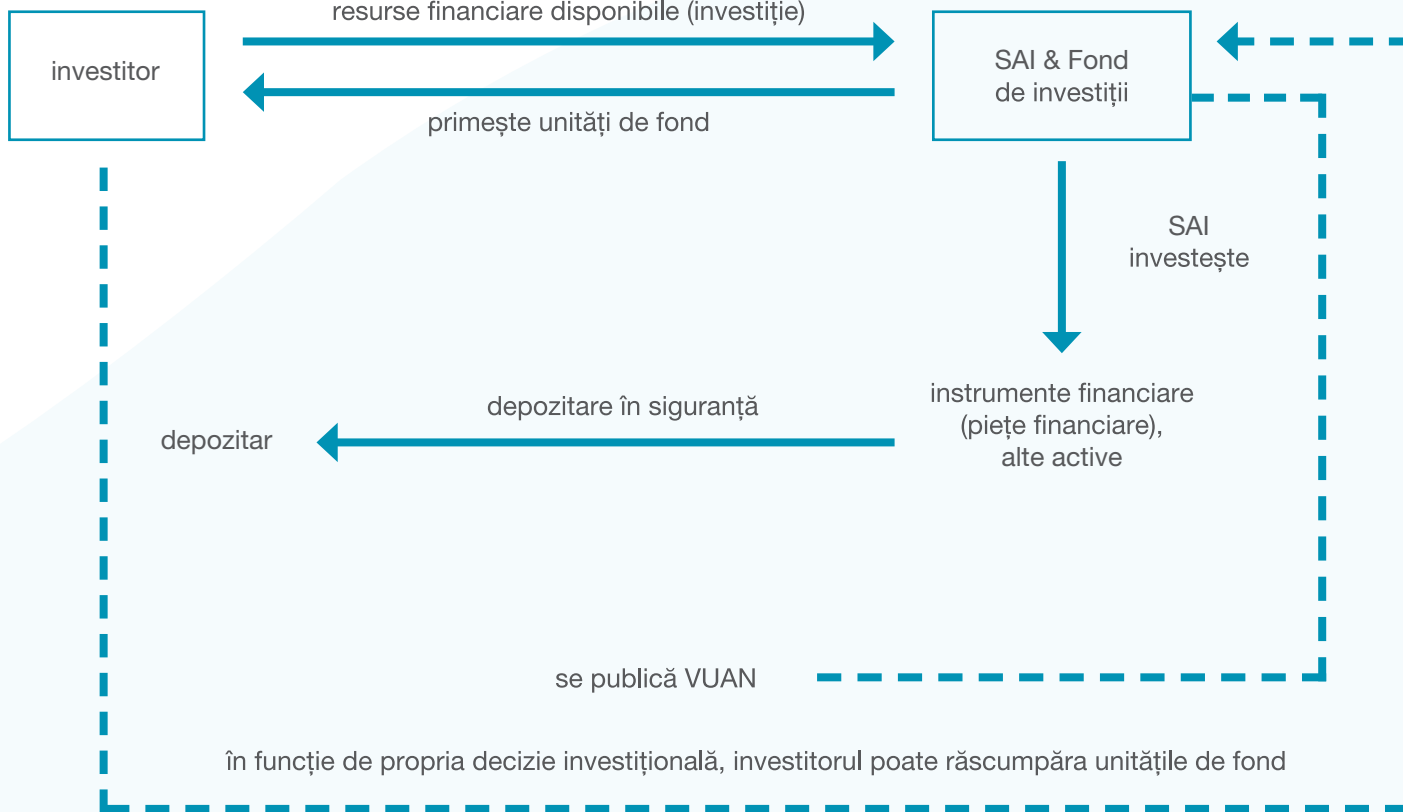 resurse financiare disponibile (investiție)
investitor
SAI & Fond
de investiții
primește unități de fond
SAI
investește
instrumente financiare
(piețe financiare),
alte active
depozitare în siguranță
depozitar
se publică VUAN
în funcție de propria decizie investițională, investitorul poate răscumpăra unitățile de fond